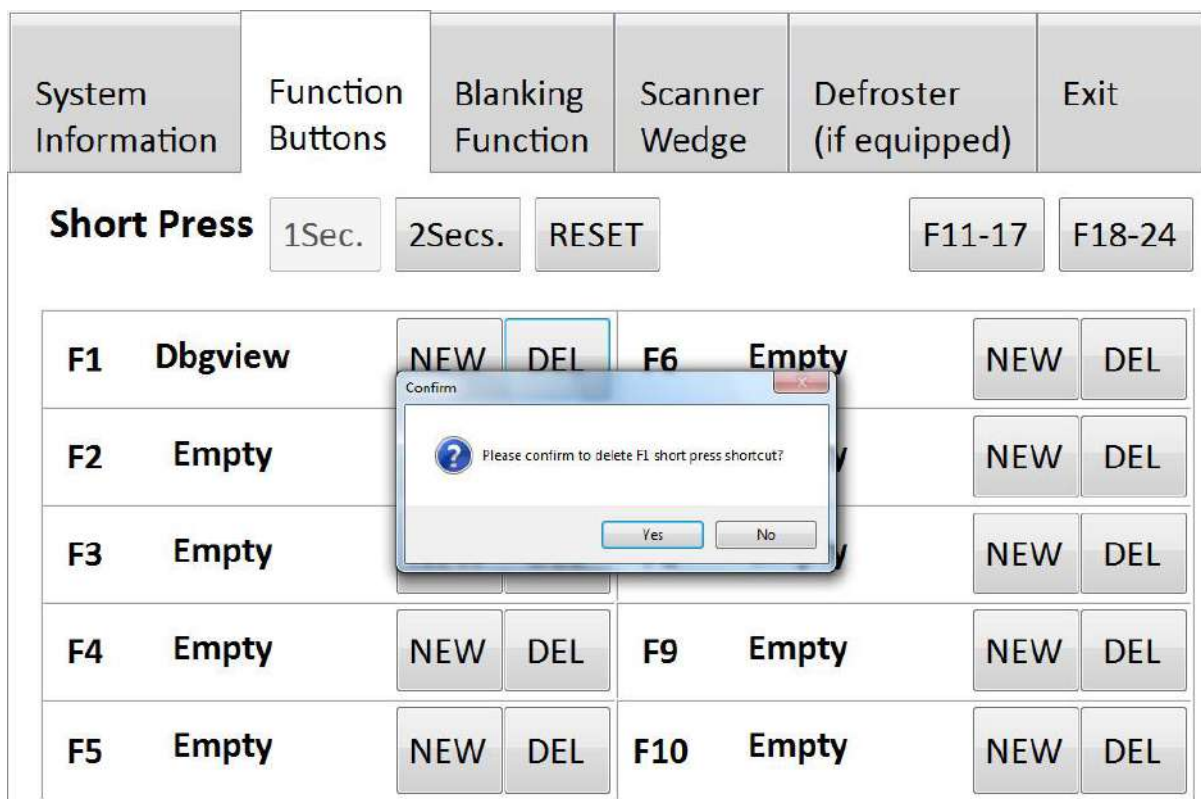 System Information
Function Buttons
Blanking Function
Scanner Wedge
Defroster (if equipped)
Exit
Short Press 1Sec. 2Secs. RESET F11-17 F18-24
F1 Dbgview NEW DEL F6 Empty NEW DEL
Confirm
Please confirm to delete F1 short press shortcut?
Yes No
F2 Empty NEW DEL
F3 Empty NEW DEL
F4 Empty NEW DEL F9 Empty NEW DEL
F5 Empty NEW DEL F10 Empty NEW DEL